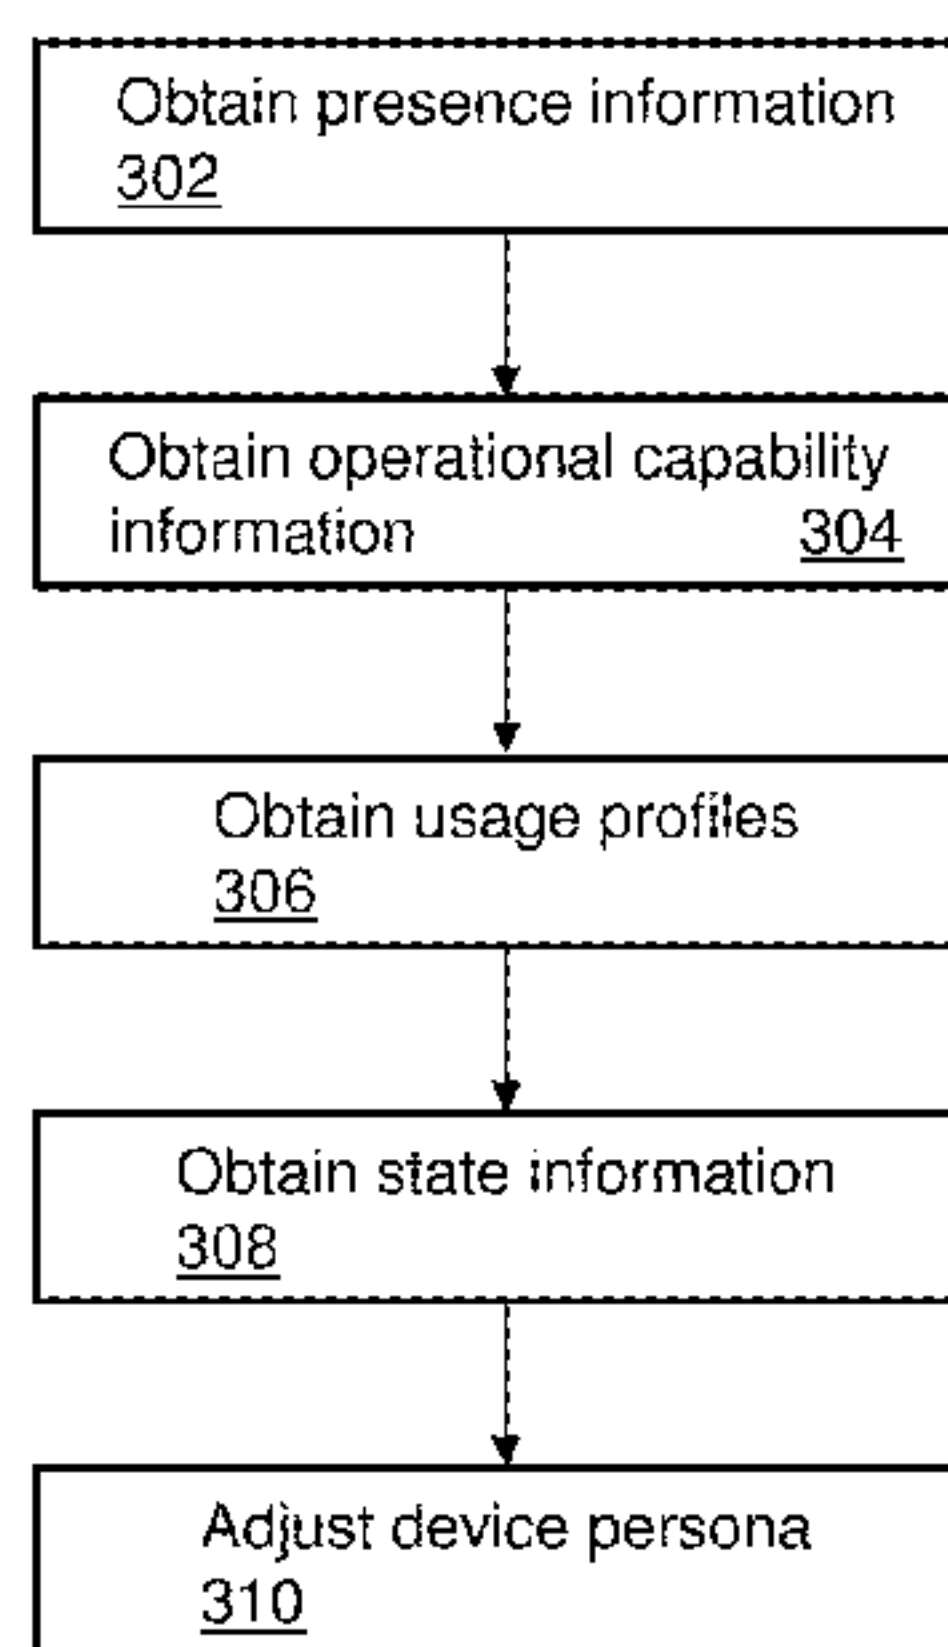 Obtain presence information
302
Obtain operational capability
information 304
Obtain usage profiles
306
Obtain state information
308
Adjust device persona
310